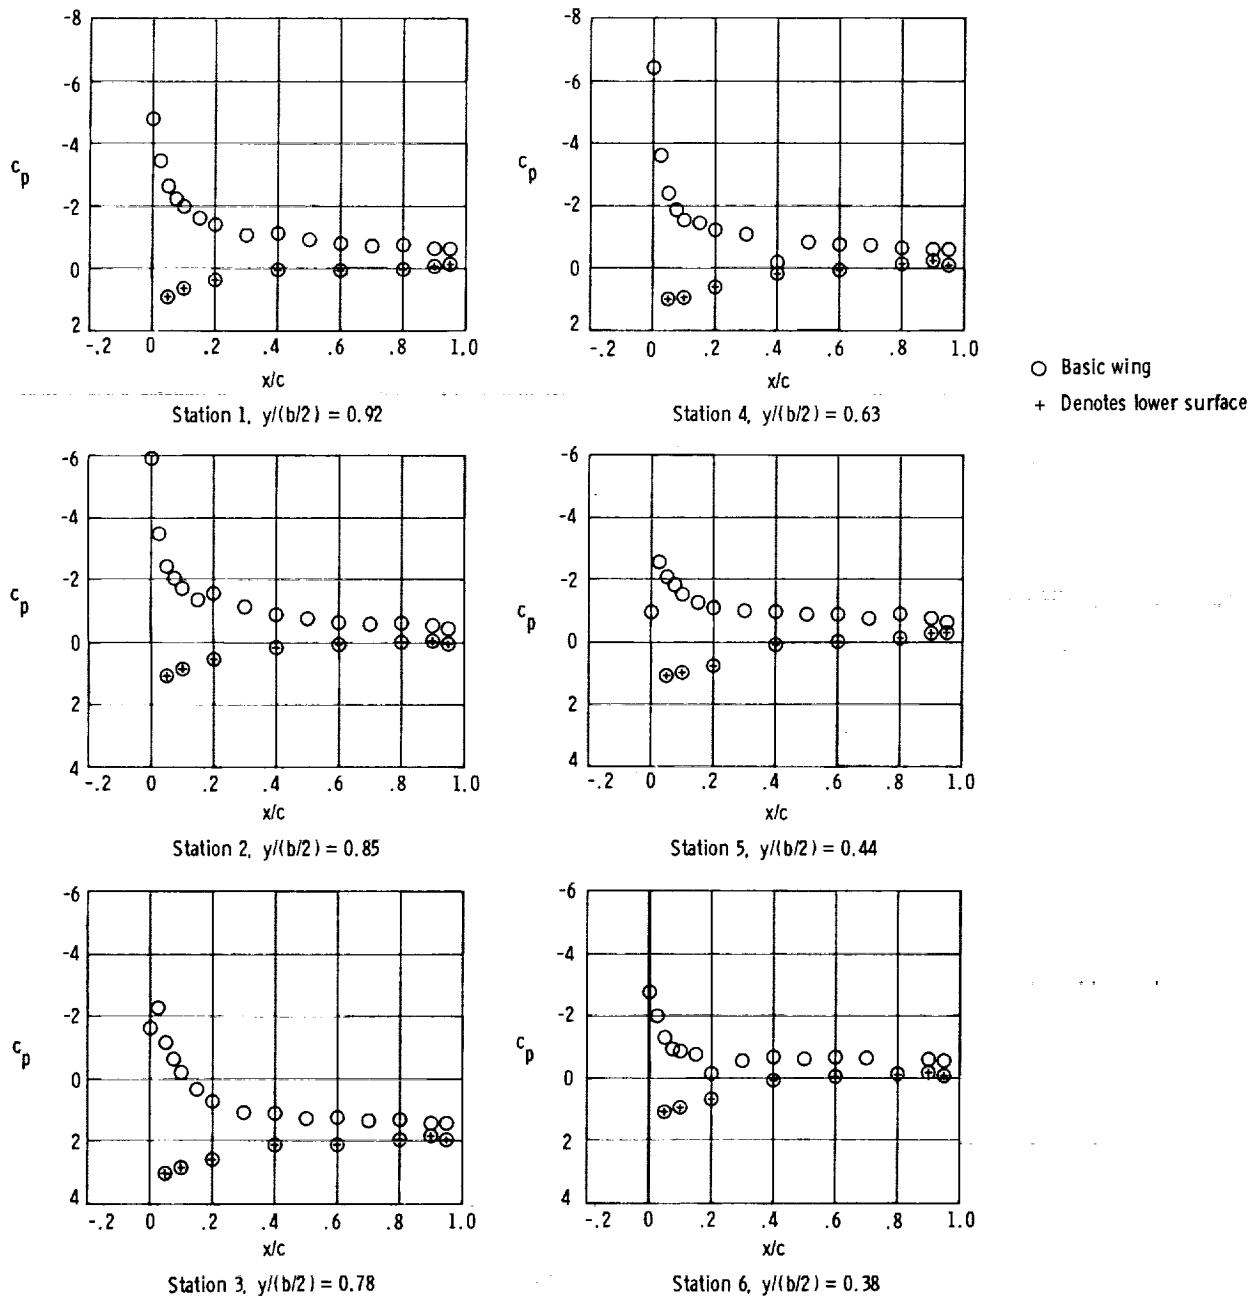 -8
-6
-4
-2
0
2
c_p
-.2 0 .2 .4 .6 .8 1.0
x/c
Station 1, y/(b/2) = 0.92
-8
-6
-4
-2
0
2
c_p
-.2 0 .2 .4 .6 .8 1.0
x/c
Station 4, y/(b/2) = 0.63
○ Basic wing
+ Denotes lower surface
-6
-4
-2
0
2
4
c_p
-.2 0 .2 .4 .6 .8 1.0
x/c
Station 2, y/(b/2) = 0.85
-6
-4
-2
0
2
4
c_p
-.2 0 .2 .4 .6 .8 1.0
x/c
Station 5, y/(b/2) = 0.44
-6
-4
-2
0
2
4
c_p
-.2 0 .2 .4 .6 .8 1.0
x/c
Station 3, y/(b/2) = 0.78
-6
-4
-2
0
2
4
c_p
-.2 0 .2 .4 .6 .8 1.0
x/c
Station 6, y/(b/2) = 0.38